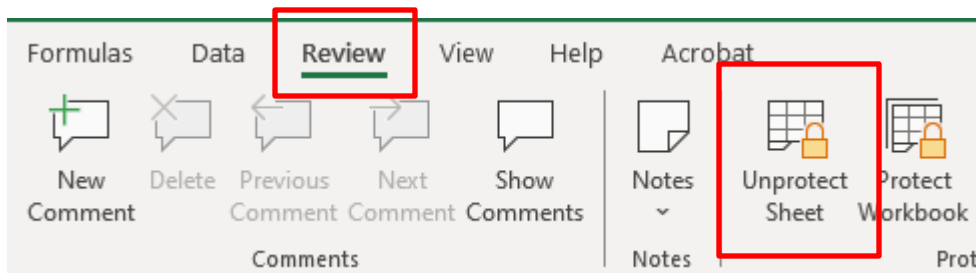 Formulas Data Review View Help Acrobat
New Delete Previous Next Show Notes Unprotect Protect
Comment Comment Comment Comments Sheet Workbook
Comments Notes Prot